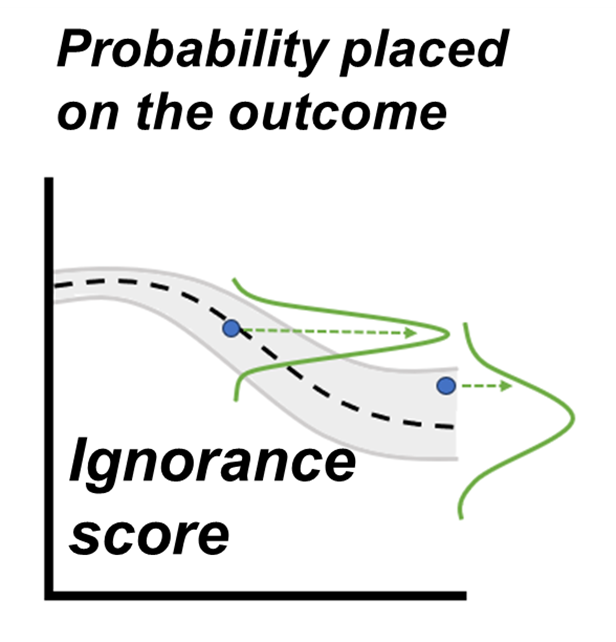 Probability placed
on the outcome
Ignorance
score